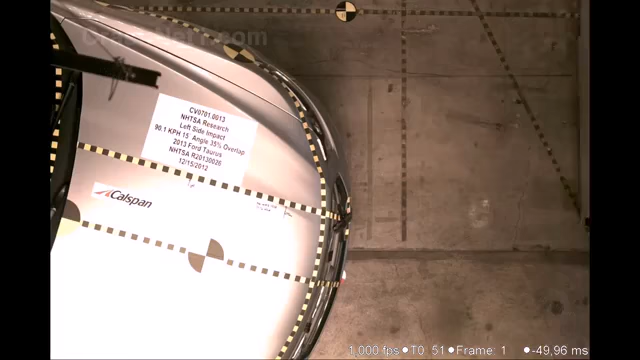 CV0701.0013
NHTSA Research
Left Side Impact
90.1 KPH 15 Angle 35% Overlap
2013 Ford Taurus
NHTSA R20130026
12/15/2012
Calspan
1,000 fps T0 51 Frame: 1 -49,96 ms